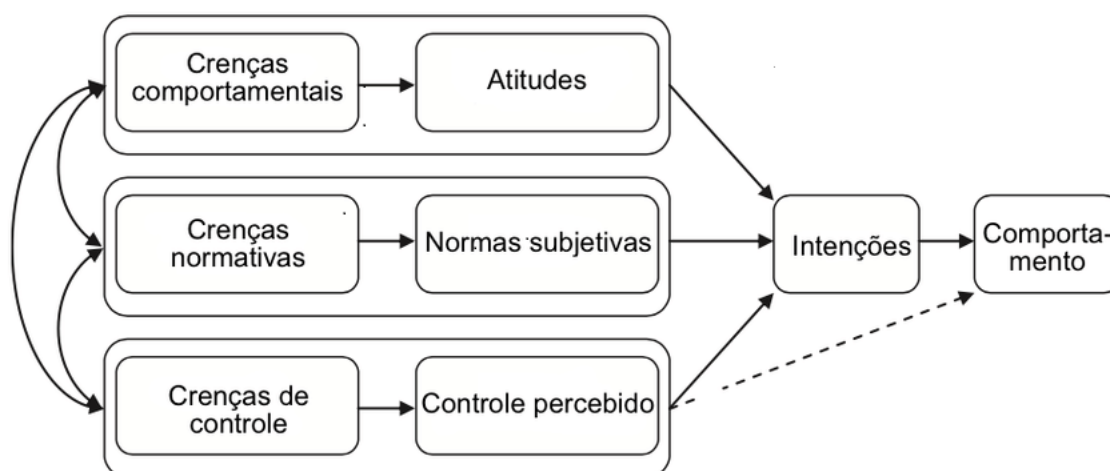 Crenças
comportamentais
Atitudes
Crenças
normativas
Normas subjetivas
Intenções
Comporta-
mento
Crenças de
controle
Controle percebido